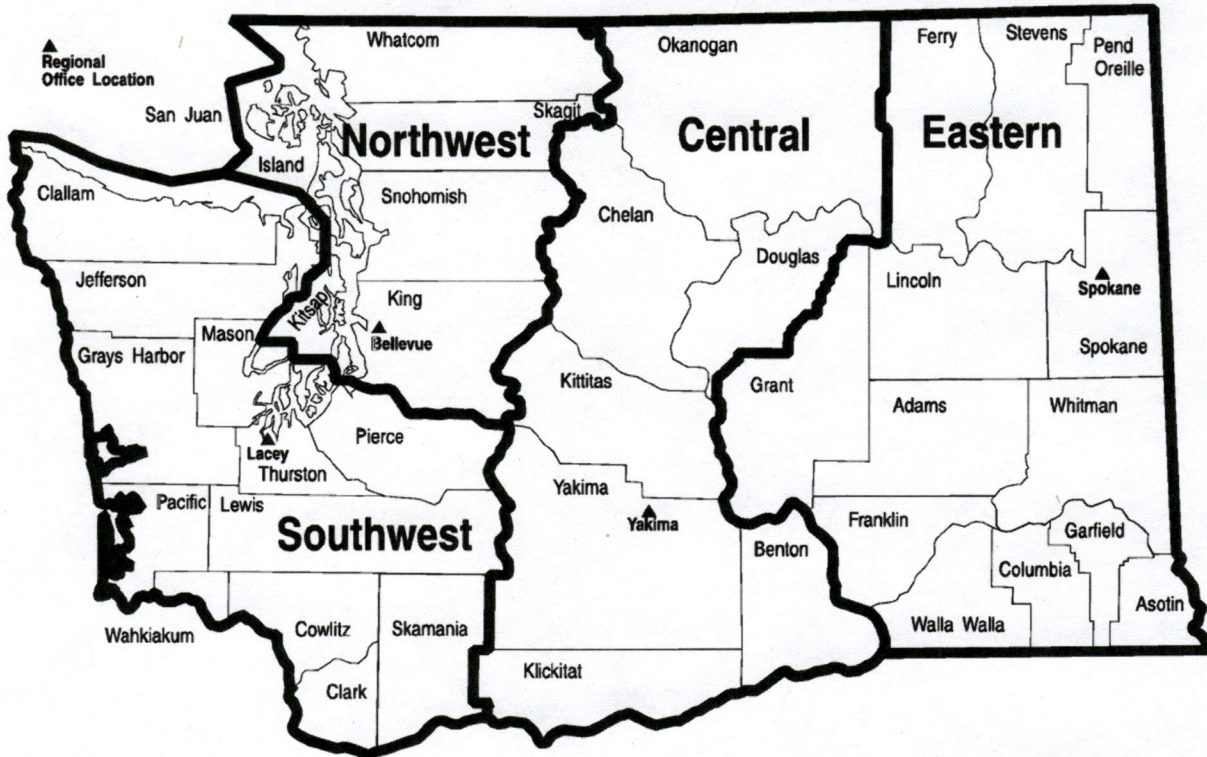 ▲
Regional
Office Location
San Juan
Whatcom
Okanogan
Ferry
Stevens
Pend
Oreille
Skagit
Northwest
Central
Eastern
Island
Clallam
Snohomish
Chelan
Douglas
Jefferson
Kitsap
King
Lincoln
▲
Spokane
Mason
▲
Bellevue
Spokane
Grays Harbor
Kittitas
Grant
Adams
Whitman
Pierce
▲
Lacey
Thurston
Pacific
Lewis
Yakima
▲
Yakima
Franklin
Garfield
Southwest
Benton
Columbia
Asotin
Wahkiakum
Cowlitz
Skamania
Walla Walla
Klickitat
Clark